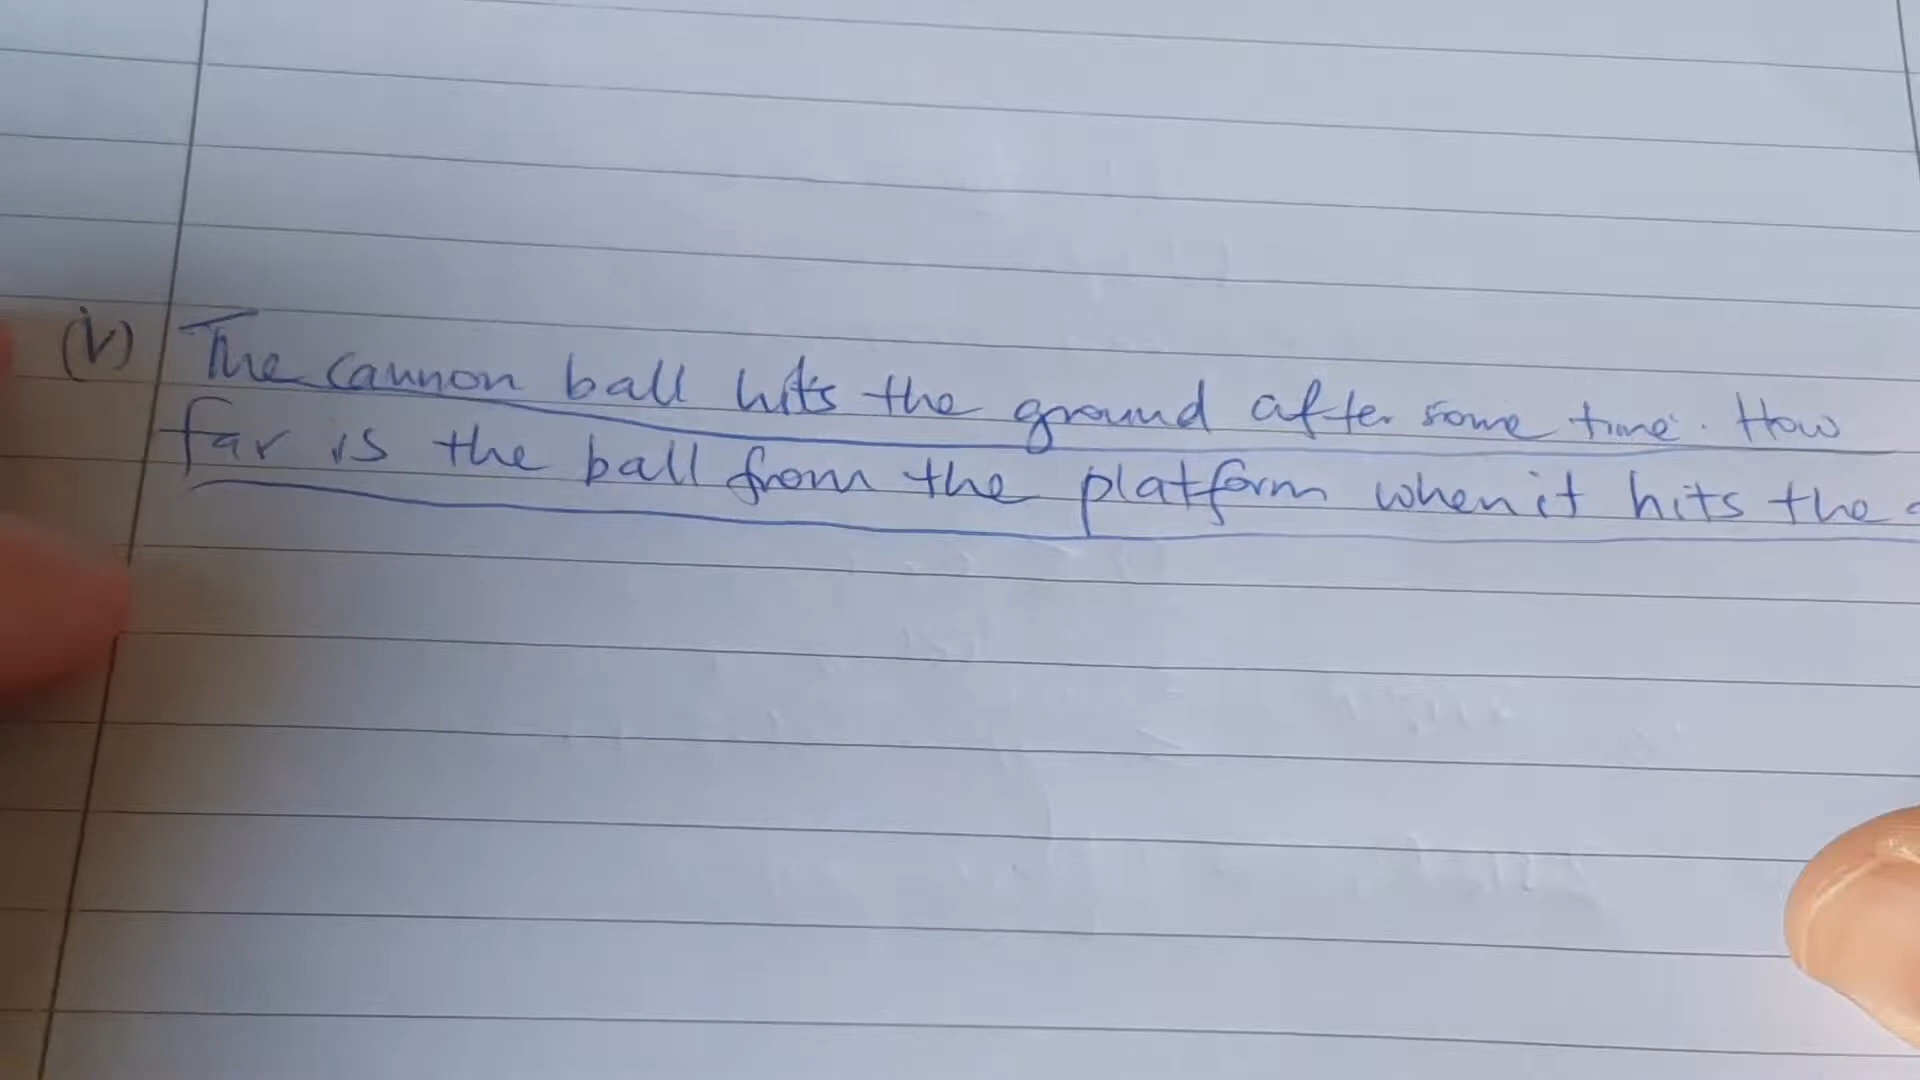 (v) The cannon ball hits the ground after some time. How
far is the ball from the platform when it hits the